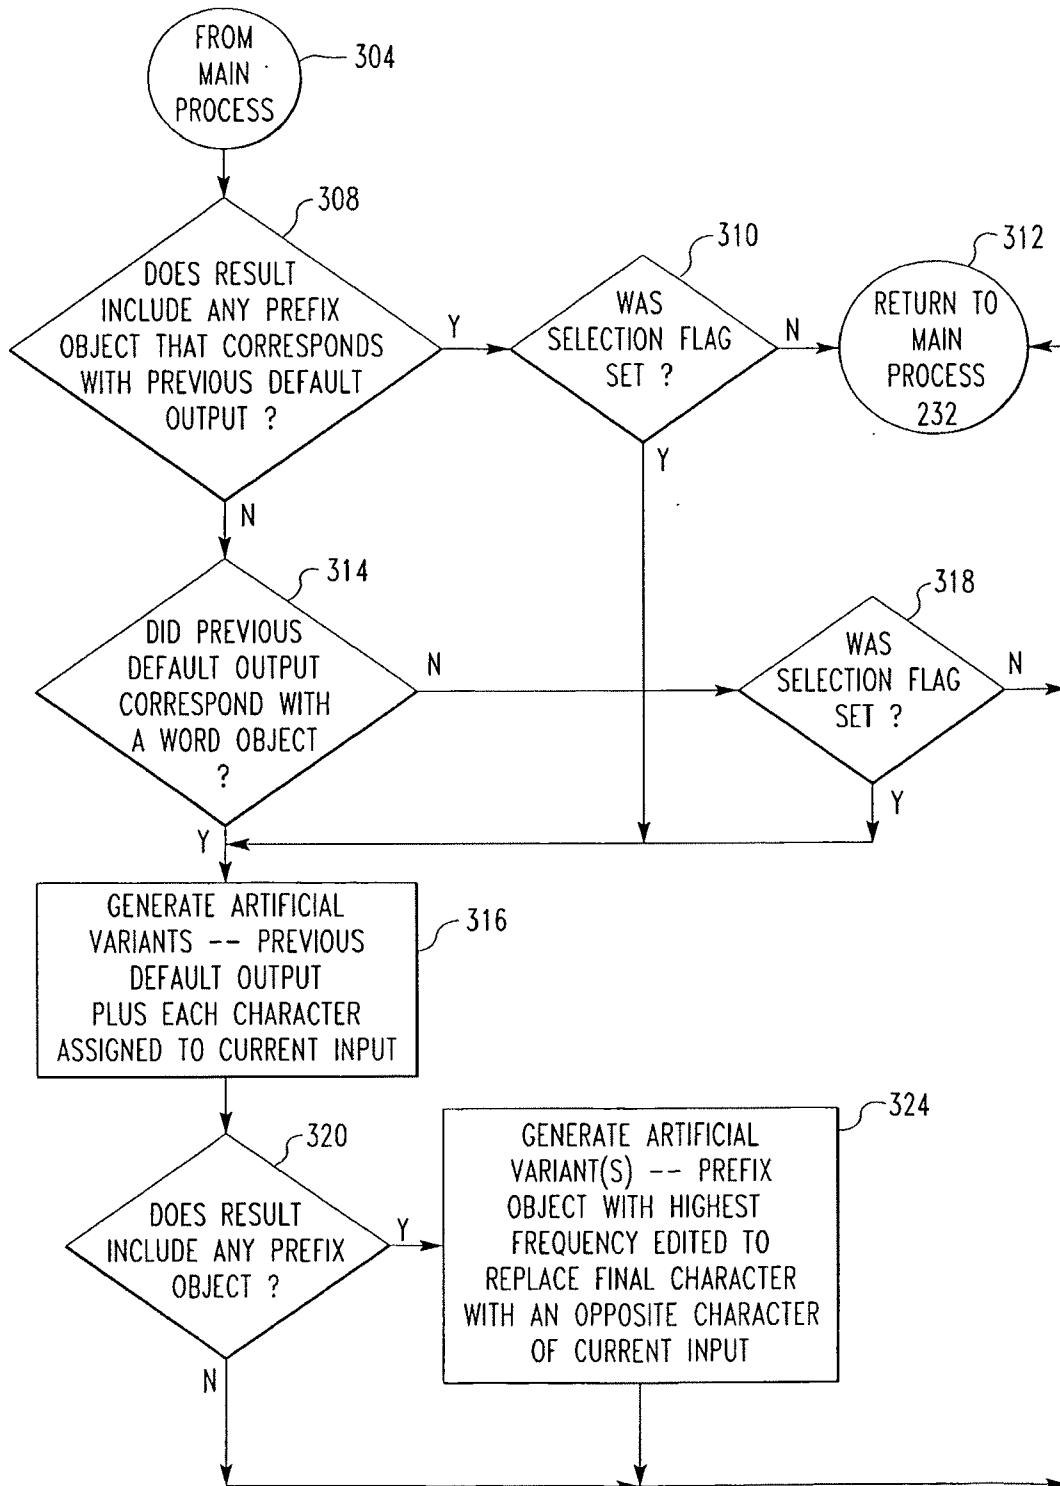 FROM
MAIN
PROCESS
304
308
DOES RESULT
INCLUDE ANY PREFIX
OBJECT THAT CORRESPONDS
WITH PREVIOUS DEFAULT
OUTPUT ?
Y
N
310
WAS
SELECTION FLAG
SET ?
N
Y
312
RETURN TO
MAIN
PROCESS
232
314
DID PREVIOUS
DEFAULT OUTPUT
CORRESPOND WITH
A WORD OBJECT
?
N
Y
318
WAS
SELECTION FLAG
SET ?
N
Y
316
GENERATE ARTIFICIAL
VARIANTS -- PREVIOUS
DEFAULT OUTPUT
PLUS EACH CHARACTER
ASSIGNED TO CURRENT INPUT
320
DOES RESULT
INCLUDE ANY PREFIX
OBJECT ?
Y
N
324
GENERATE ARTIFICIAL
VARIANT(S) -- PREFIX
OBJECT WITH HIGHEST
FREQUENCY EDITED TO
REPLACE FINAL CHARACTER
WITH AN OPPOSITE CHARACTER
OF CURRENT INPUT